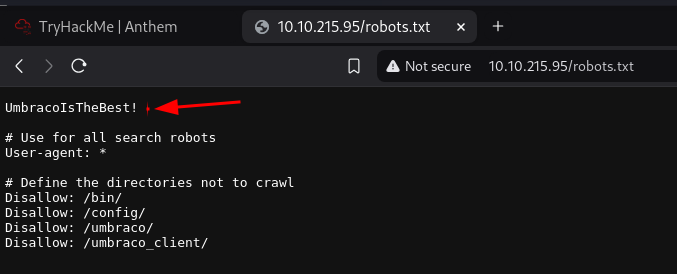 TryHackMe | Anthem
10.10.215.95/robots.txt
Not secure
10.10.215.95/robots.txt
UmbracoIsTheBest!
# Use for all search robots
User-agent: *
# Define the directories not to crawl
Disallow: /bin/
Disallow: /config/
Disallow: /umbraco/
Disallow: /umbraco_client/